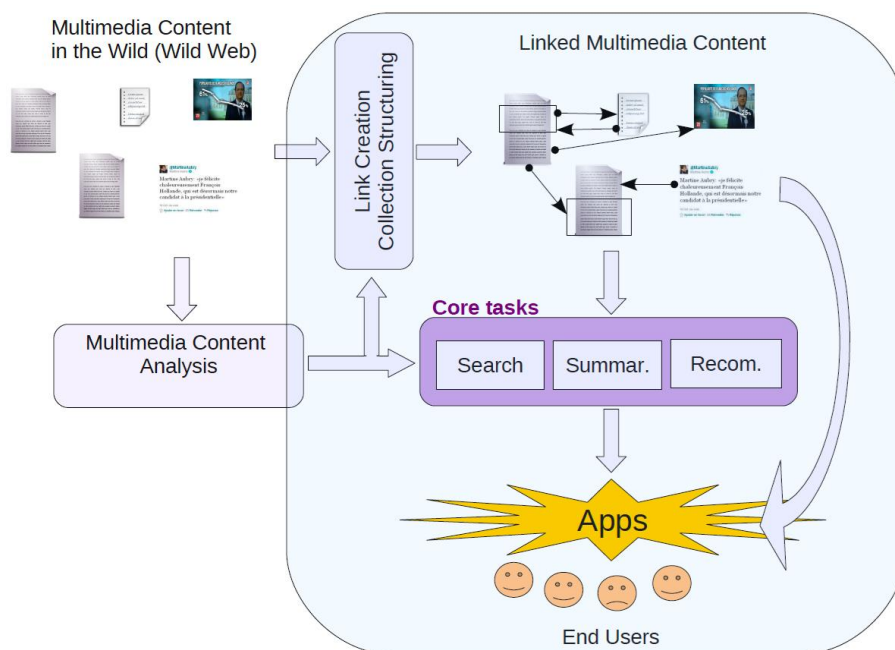 Multimedia Content
in the Wild (Wild Web)
Martine Aubry: «je félicite
chaleureusement François
Hollande, qui est désormais notre
candidat à la présidentielle»
Link Creation
Collection Structuring
Linked Multimedia Content
Martine Aubry: «je félicite
chaleureusement François
Hollande, qui est désormais notre
candidat à la présidentielle»
Multimedia Content
Analysis
Core tasks
Search
Summar.
Recom.
Apps
End Users